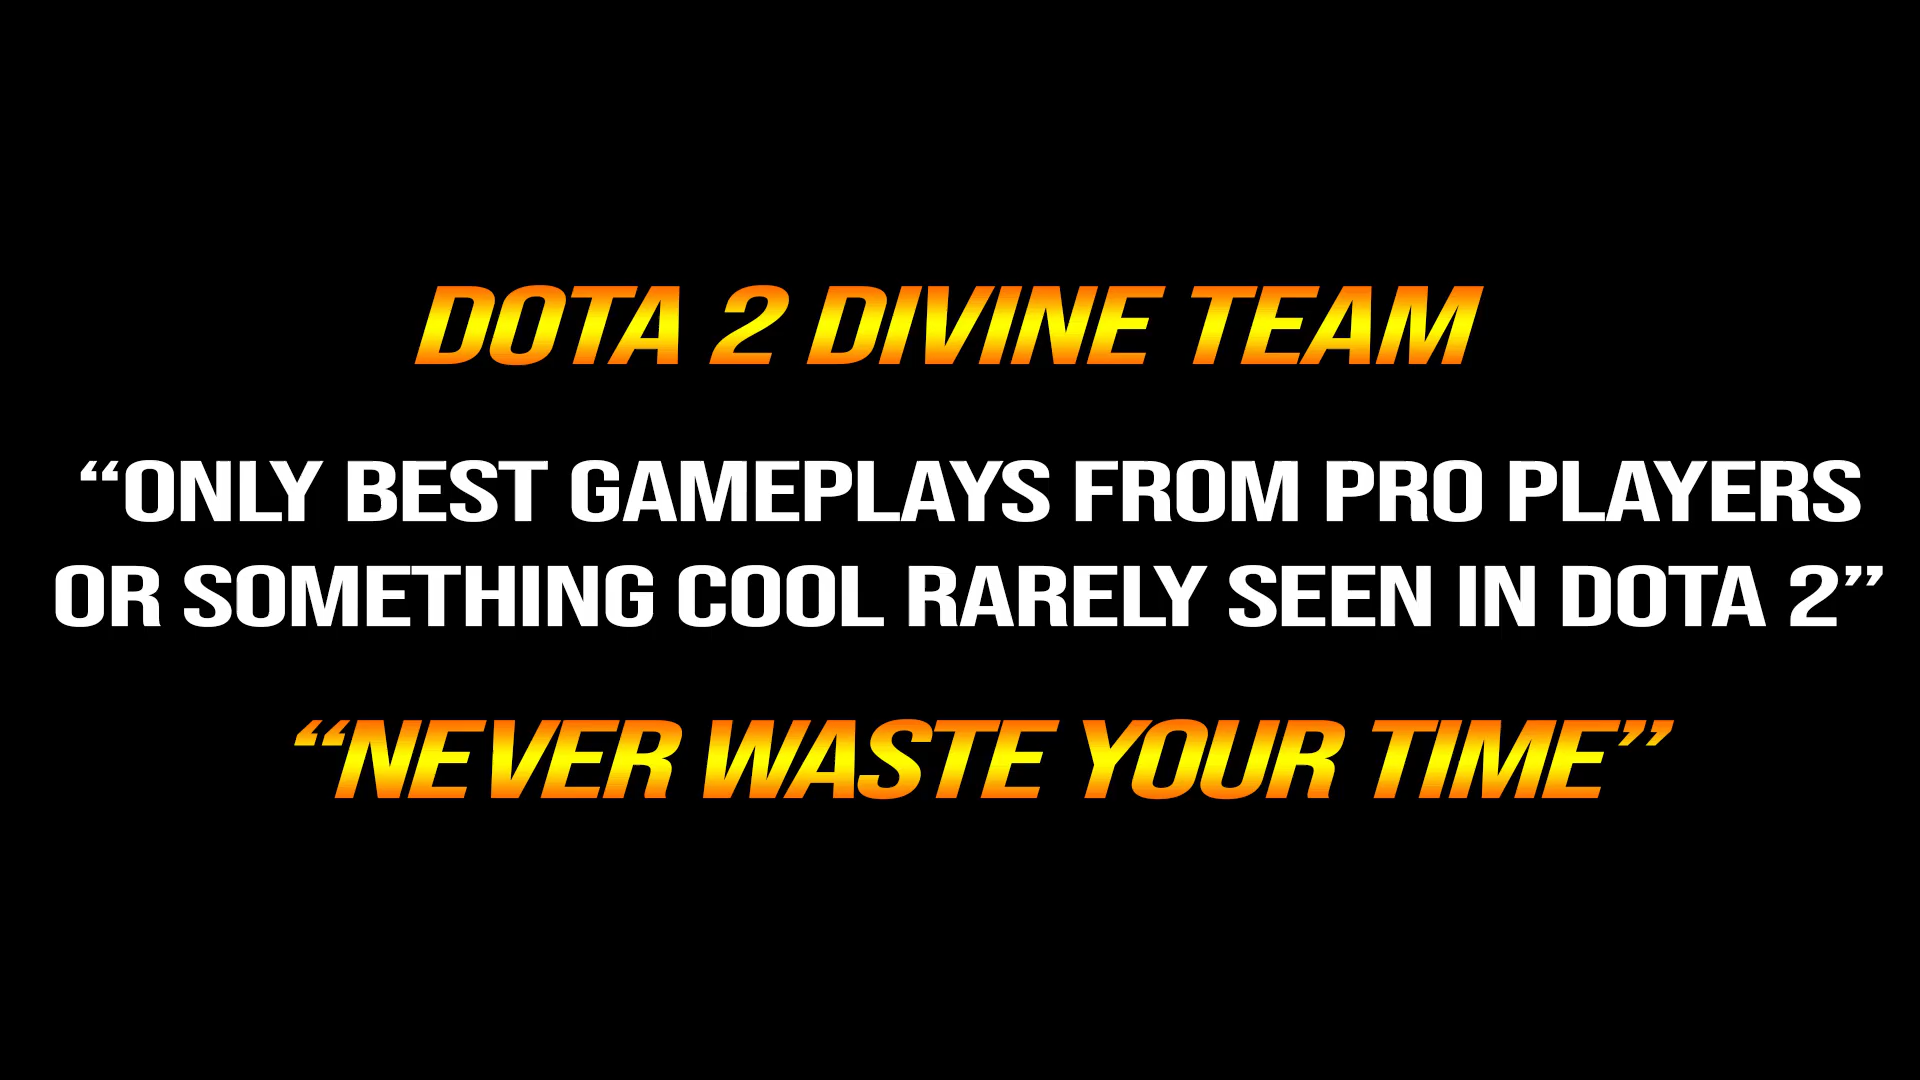 DOTA 2 DIVINE TEAM
“ONLY BEST GAMEPLAYS FROM PRO PLAYERS
OR SOMETHING COOL RARELY SEEN IN DOTA 2”
“NEVER WASTE YOUR TIME”